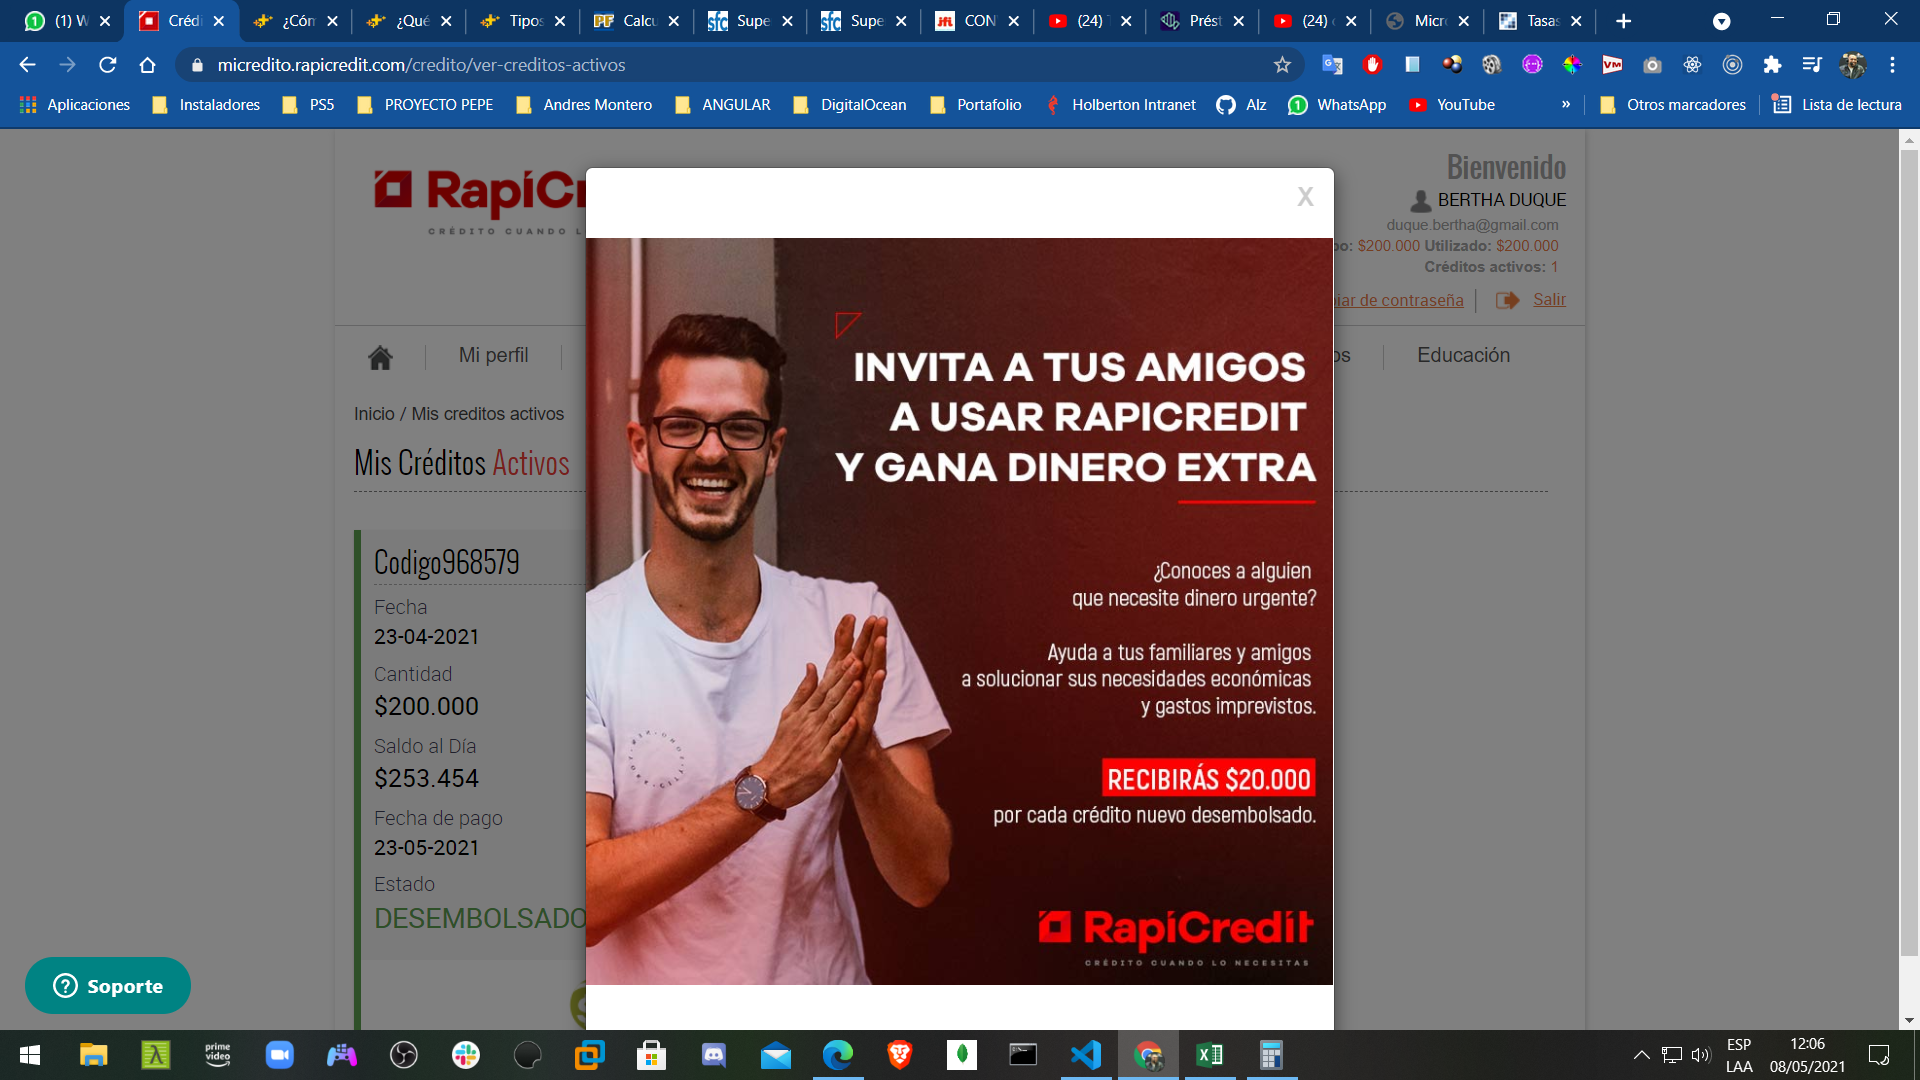 (1) W
Crédi
¿Cóm
¿Qué
Tipos
Calcu
Supe
Supe
CON
(24) T
Prést
(24)
Micro
Tasas
micredito.rapicredit.com/credito/ver-creditos-activos
Aplicaciones
Instaladores
PS5
PROYECTO PEPE
Andres Montero
ANGULAR
DigitalOcean
Portafolio
Holberton Intranet
Alz
WhatsApp
YouTube
»
Otros marcadores
Lista de lectura
RapíCr
CRÉDITO CUANDO L
Bienvenido
BERTHA DUQUE
duque.bertha@gmail.com
po: $200.000 Utilizado: $200.000
Créditos activos: 1
iar de contraseña
Salir
Mi perfil
os
Educación
Inicio / Mis creditos activos
Mis Créditos Activos
Codigo968579
Fecha
23-04-2021
Cantidad
$200.000
Saldo al Día
$253.454
Fecha de pago
23-05-2021
Estado
DESEMBOLSADO
Soporte
X
INVITA A TUS AMIGOS
A USAR RAPICREDIT
Y GANA DINERO EXTRA
¿Conoces a alguien
que necesite dinero urgente?
Ayuda a tus familiares y amigos
a solucionar sus necesidades económicas
y gastos imprevistos.
RECIBIRÁS $20.000
por cada crédito nuevo desembolsado.
RapíCredít
CRÉDITO CUANDO LO NECESITAS
prime
video
ESP
LAA
12:06
08/05/2021